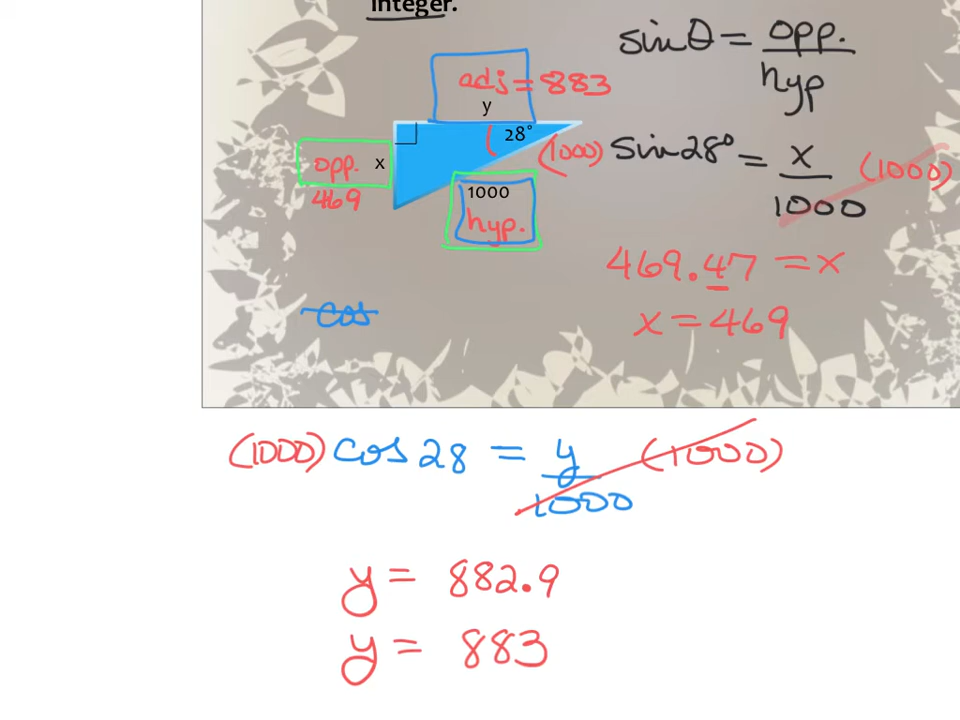 integer.
adj = 883
y
28°
opp. x
469
1000
hyp.
cos
sinθ = opp. / hyp
(1000) sin28° = x / 1000 (1000)
469.47 = x
x = 469
(1000) cos 28 = y / 1000 (1000)
y = 882.9
y = 883